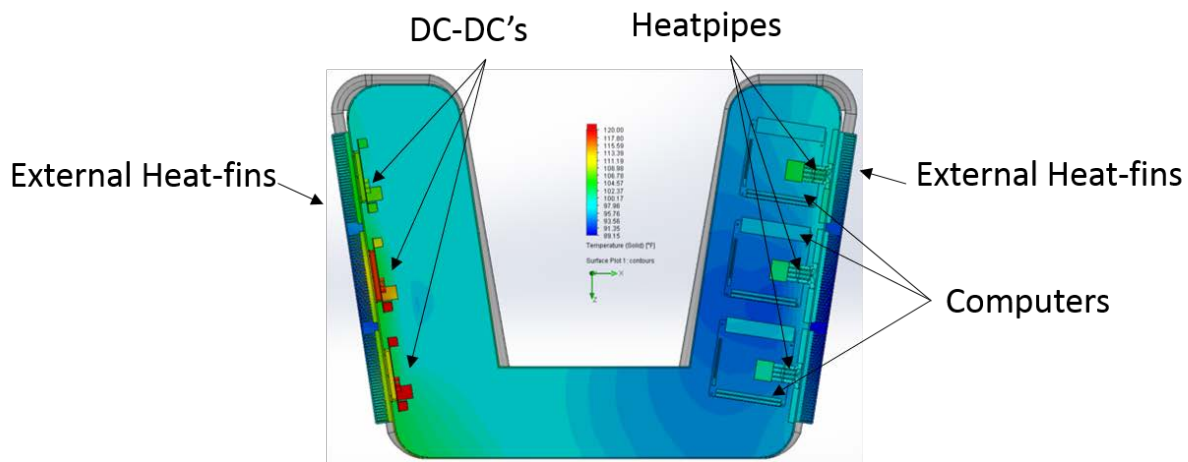 DC-DC's
Heatpipes
External Heat-fins
External Heat-fins
Computers
120.00
117.80
115.59
113.39
111.19
108.98
106.78
104.57
102.37
100.17
97.96
95.76
93.56
91.35
89.15
Temperature (Solid) [°F]
Surface Plot 1: contours
X
Z